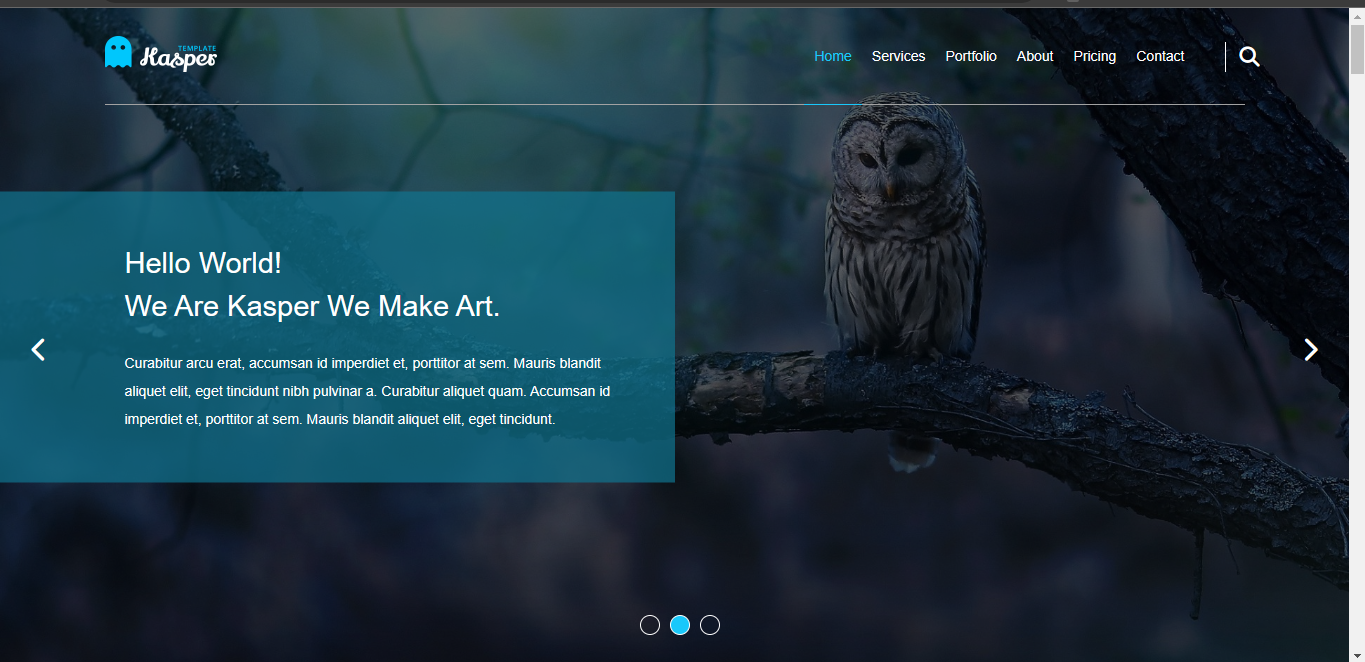 TEMPLATE
Kasper
Home Services Portfolio About Pricing Contact
Hello World!
We Are Kasper We Make Art.
Curabitur arcu erat, accumsan id imperdiet et, porttitor at sem. Mauris blandit
aliquet elit, eget tincidunt nibh pulvinar a. Curabitur aliquet quam. Accumsan id
imperdiet et, porttitor at sem. Mauris blandit aliquet elit, eget tincidunt.